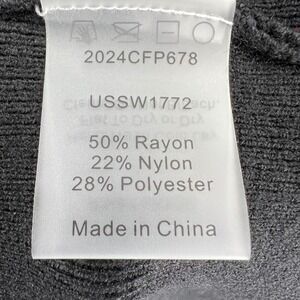 2024CFP678
USSW1772
50% Rayon
22% Nylon
28% Polyester
Made in China